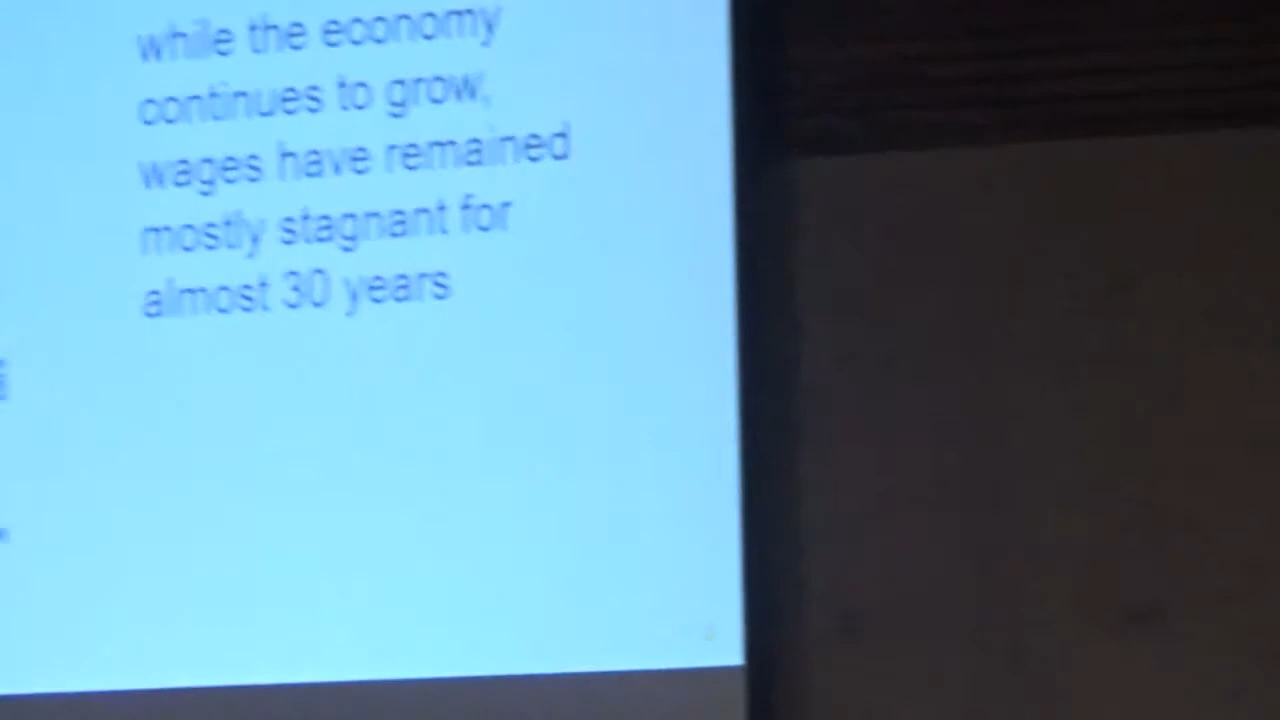 while the economy
continues to grow,
wages have remained
mostly stagnant for
almost 30 years